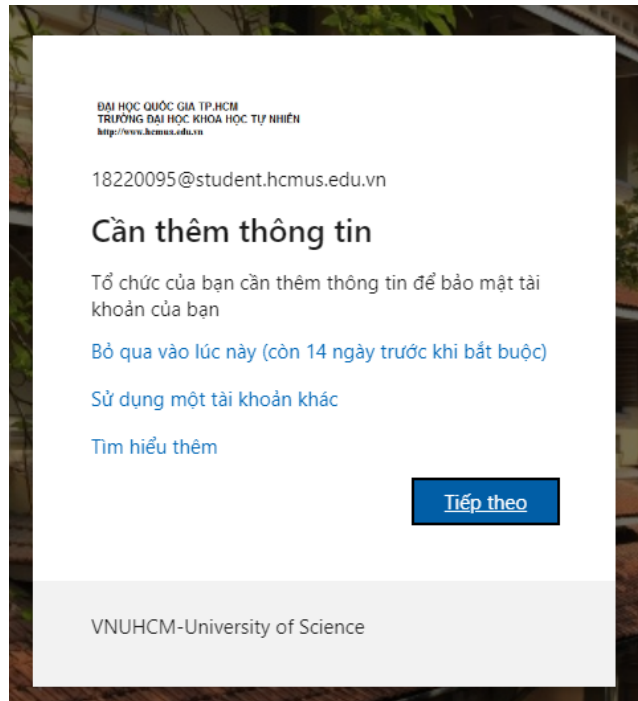 ĐẠI HỌC QUỐC GIA TP.HCM
TRƯỜNG ĐẠI HỌC KHOA HỌC TỰ NHIÊN
http://www.hcmus.edu.vn
18220095@student.hcmus.edu.vn
Cần thêm thông tin
Tổ chức của bạn cần thêm thông tin để bảo mật tài
khoản của bạn
Bỏ qua vào lúc này (còn 14 ngày trước khi bắt buộc)
Sử dụng một tài khoản khác
Tìm hiểu thêm
Tiếp theo
VNUHCM-University of Science